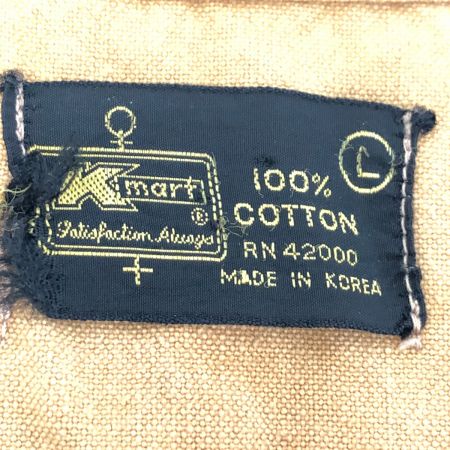 Kmart ®
Satisfaction Always
L
100%
COTTON
RN 42000
MADE IN KOREA